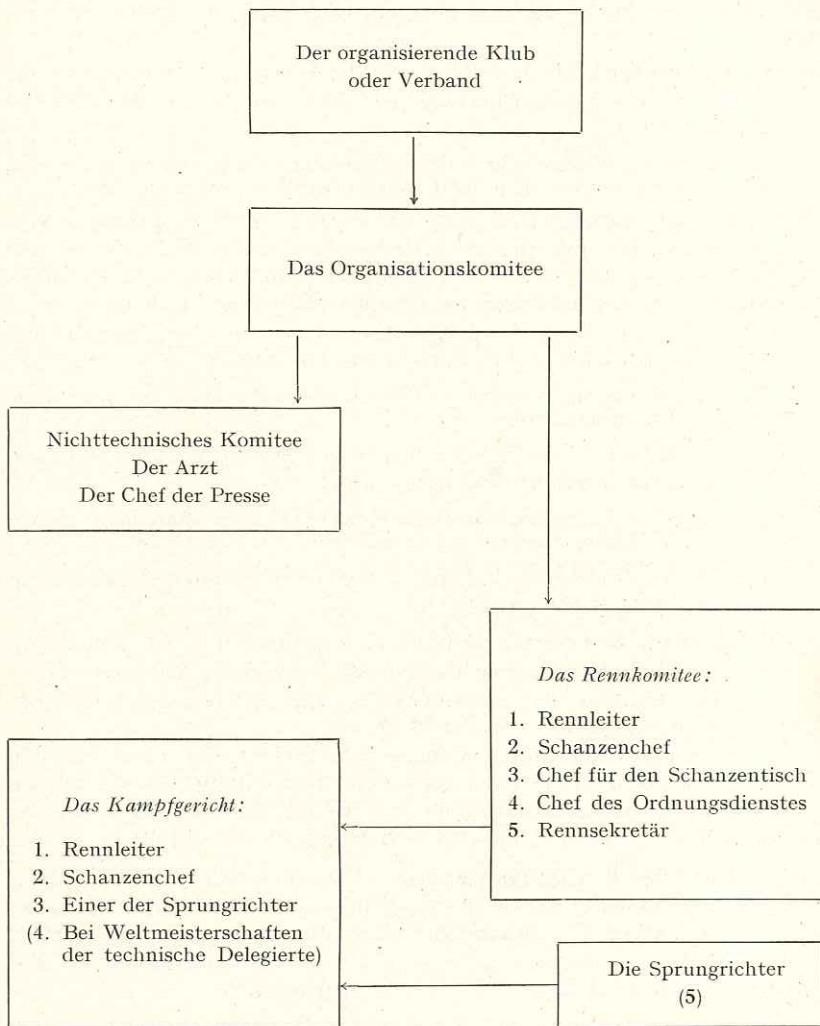 Der organisierende Klub
oder Verband
Das Organisationskomitee
Nichttechnisches Komitee
Der Arzt
Der Chef der Presse
Das Rennkomitee:
1. Rennleiter
2. Schanzenchef
3. Chef für den Schanzentisch
4. Chef des Ordnungsdienstes
5. Rennsekretär
Das Kampfgericht:
1. Rennleiter
2. Schanzenchef
3. Einer der Sprungrichter
(4. Bei Weltmeisterschaften
der technische Delegierte)
Die Sprungrichter
(5)